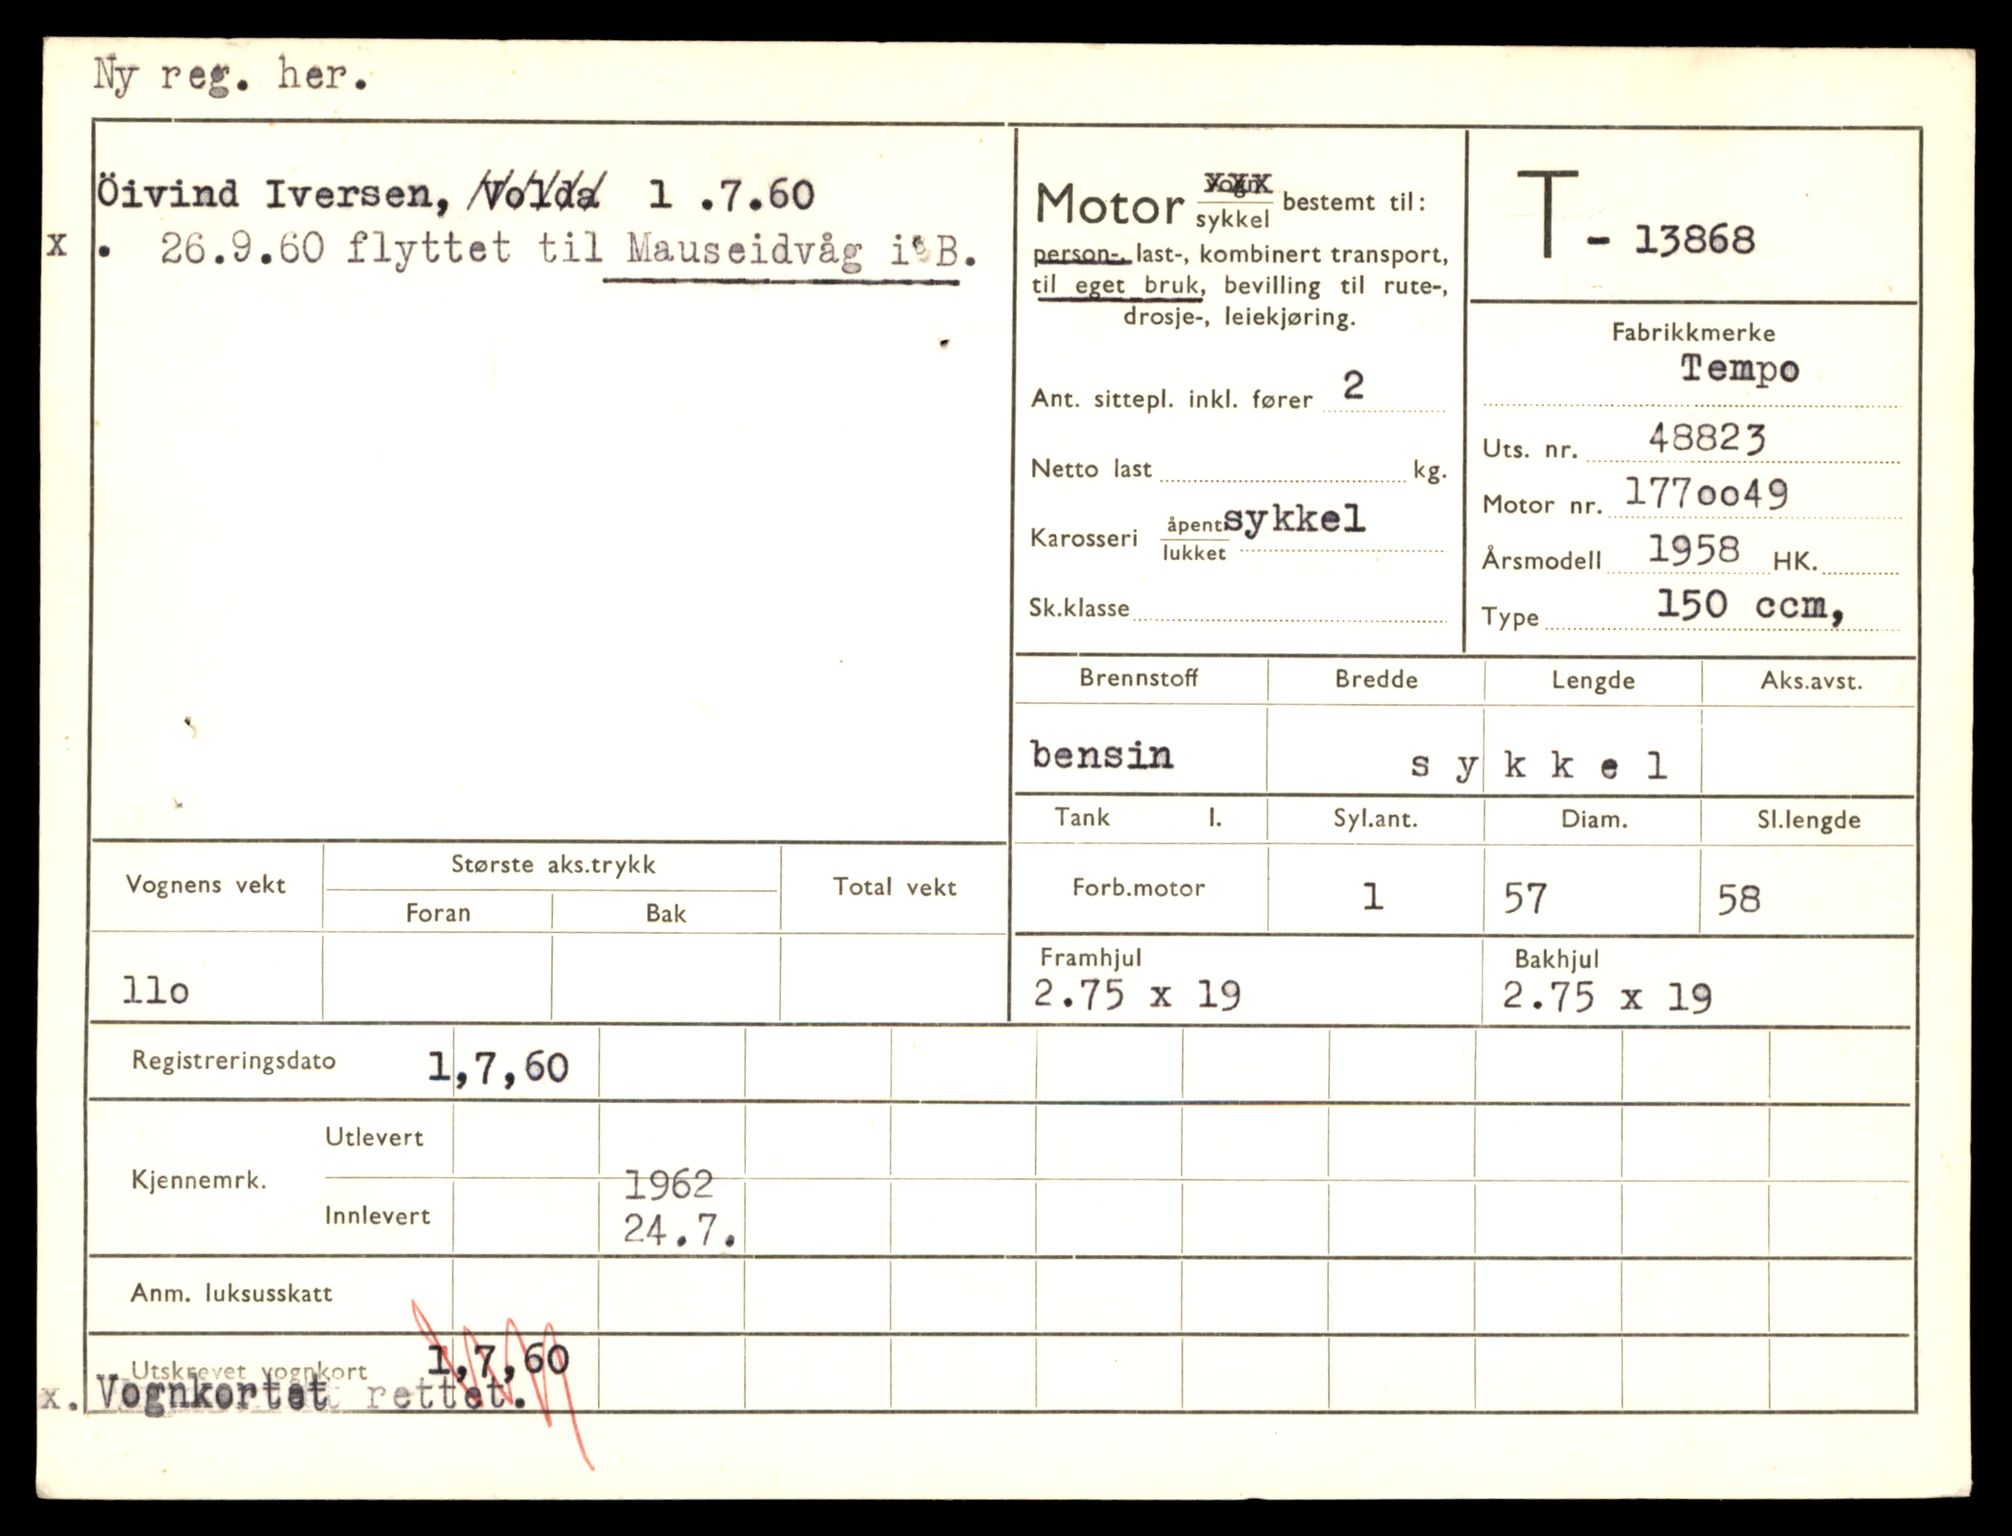 Ny reg. her.
Öivind Iversen, Volda 1 .7.60
x . 26.9.60 flyttet til Mauseidvåg i B.
Motor vogn xxx
sykkel bestemt til:
person-, last-, kombinert transport,
til eget bruk, bevilling til rute-,
drosje-, leiekjøring.
Ant. sittepl. inkl. fører 2
Netto last kg.
Karosseri åpent sykkel
lukket
Sk.klasse
T - 13868
Fabrikkmerke
Tempo
Uts. nr. 48823
Motor nr. 177oo49
Årsmodell 1958 HK.
Type 150 ccm,
Brennstoff Bredde Lengde Aks.avst.
bensin s y k k e l
Tank l. Syl.ant. Diam. Sl.lengde
Forb.motor 1 57 58
Framhjul Bakhjul
2.75 x 19 2.75 x 19
Vognens vekt Største aks.trykk Total vekt
Foran Bak
llo
Registreringsdato 1,7,60
Kjennemrk. Utlevert
1962
Innlevert 24.7.
Anm. luksusskatt
Utskrevet vognkort 1,7,60
x. Vognkortet rettet.